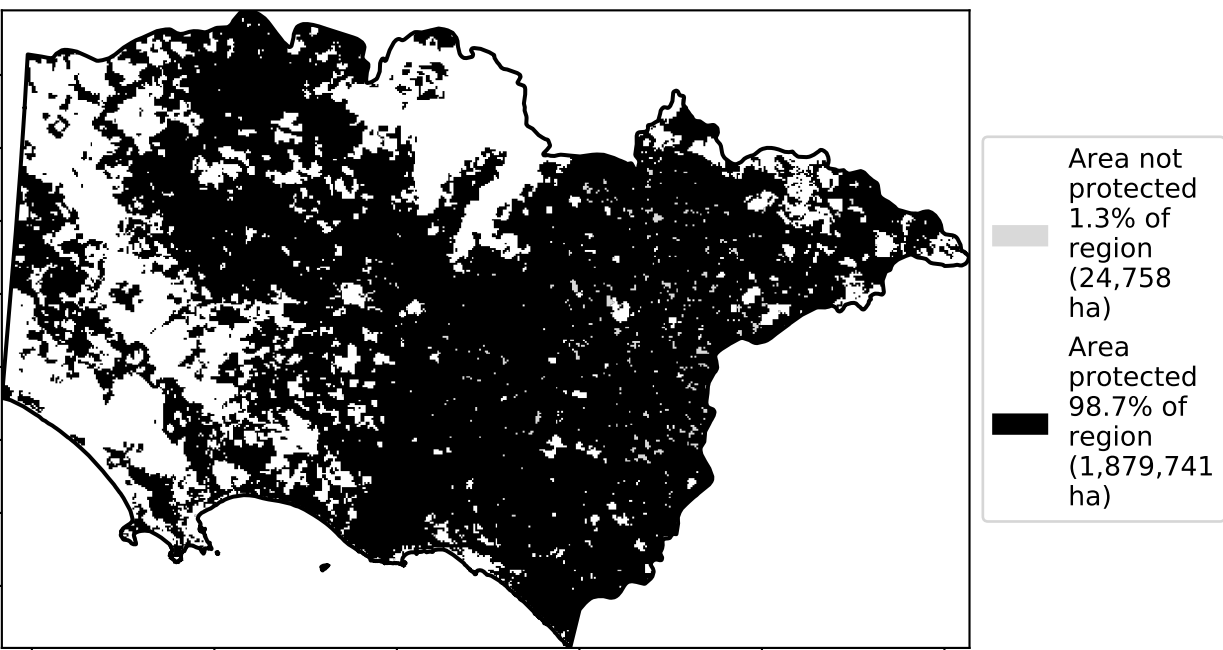 Area not
protected
1.3% of
region
(24,758
ha)
Area
protected
98.7% of
region
(1,879,741
ha)